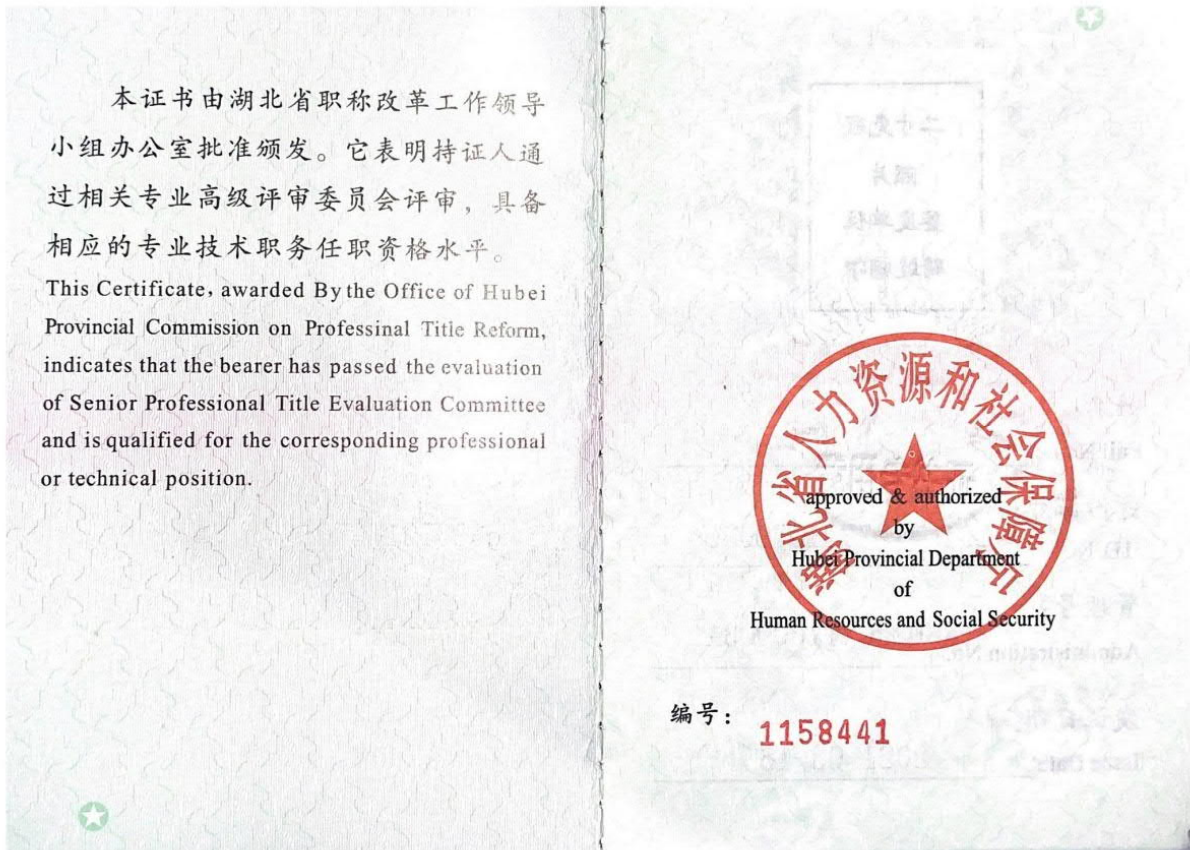 本证书由湖北省职称改革工作领导
小组办公室批准颁发。它表明持证人通
过相关专业高级评审委员会评审，具备
相应的专业技术职务任职资格水平。
This Certificate, awarded By the Office of Hubei
Provincial Commission on Professinal Title Reform,
indicates that the bearer has passed the evaluation
of Senior Professional Title Evaluation Committee
and is qualified for the corresponding professional
or technical position.
湖北省人力资源和社会保障厅
approved & authorized
by
Hubei Provincial Department
of
Human Resources and Social Security
编号：
1158441